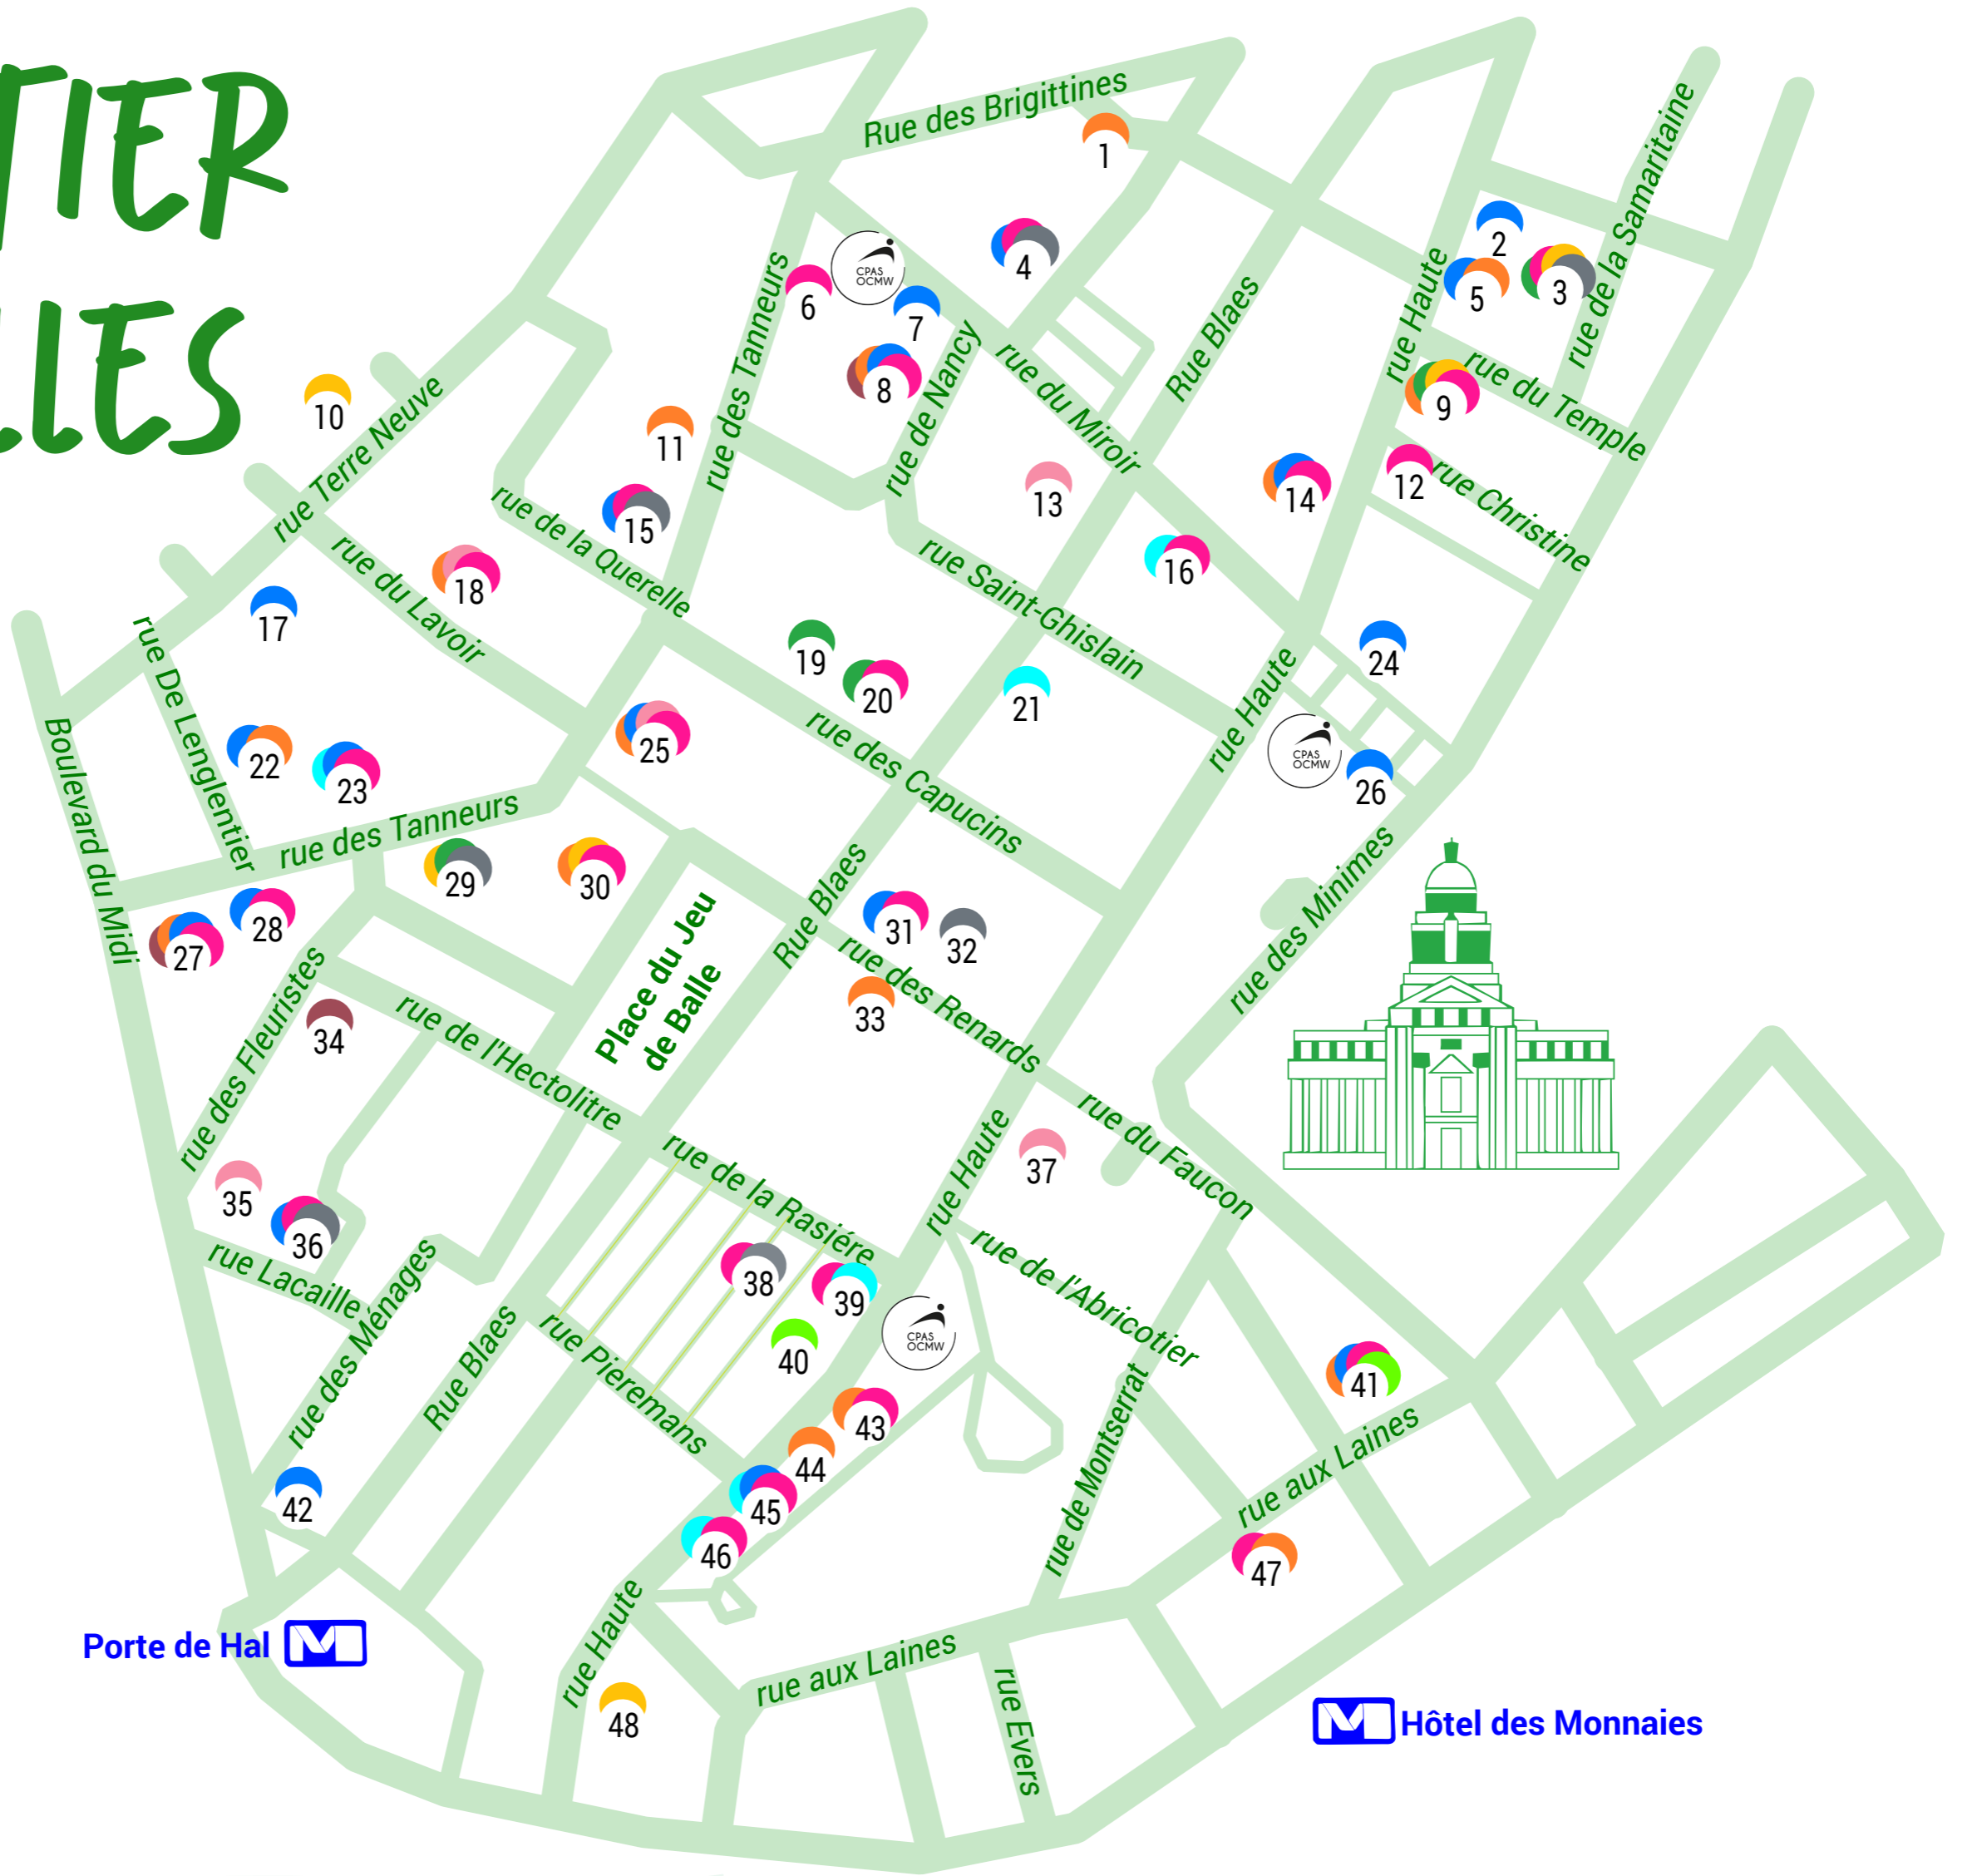 TIER
LLES
Rue des Brigittines
1
rue de la Samaritaine
2
3
4
5
CPAS
OCMW
6
7
8
rue des Tanneurs
rue de Nancy
rue du Miroir
Rue Blaes
rue Haute
rue du Temple
9
10
rue Terre Neuve
11
12
rue Christine
13
14
15
rue de la Querelle
16
rue Saint-Ghislain
17
18
rue du Lavoir
rue De Lenglentier
Boulevard du Midi
19
20
21
rue des Capucins
rue Haute
24
CPAS
OCMW
26
22
23
25
rue des Tanneurs
27
28
29
30
Place du Jeu
de Balle
Rue Blaes
31
32
33
rue des Renards
rue des Minimes
rue des Fleuristes
34
rue de l'Hectolitre
35
36
rue Lacaille
rue des Ménages
rue de la Rasiére
rue Haute
37
rue du Faucon
rue de l'Abricotier
38
39
40
CPAS
OCMW
rue Pieremans
Rue Blaes
41
42
43
44
45
46
rue de Montserrat
rue aux Laines
47
Porte de Hal
M
rue Haute
48
rue aux Laines
rue Evers
M
Hôtel des Monnaies